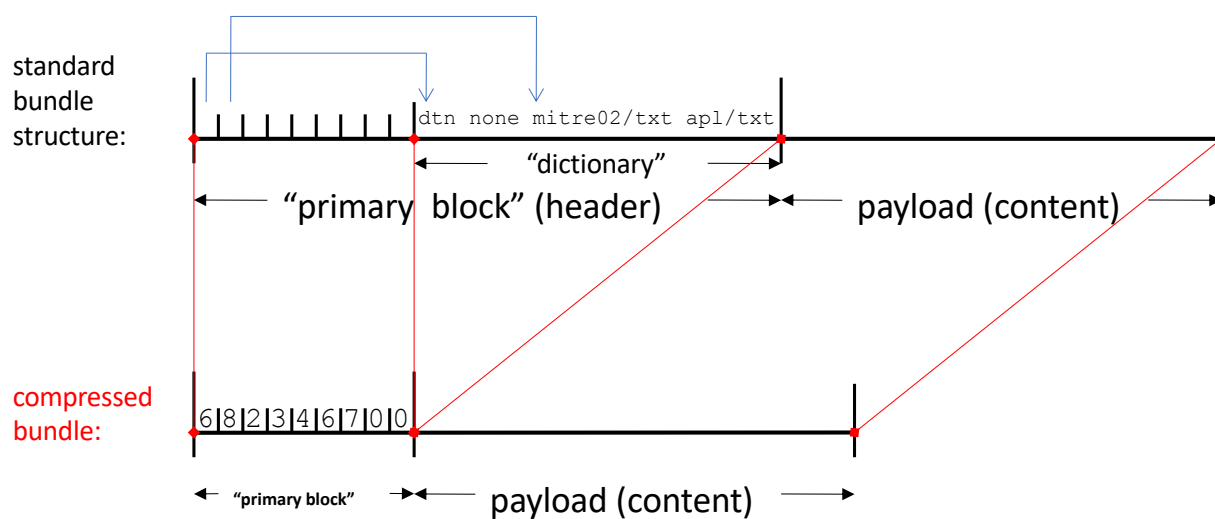 standard
bundle
structure:
dtn none mitre02/txt apl/txt
“dictionary”
“primary block” (header)
payload (content)
compressed
bundle:
6|8|2|3|4|6|7|0|0
“primary block”
payload (content)